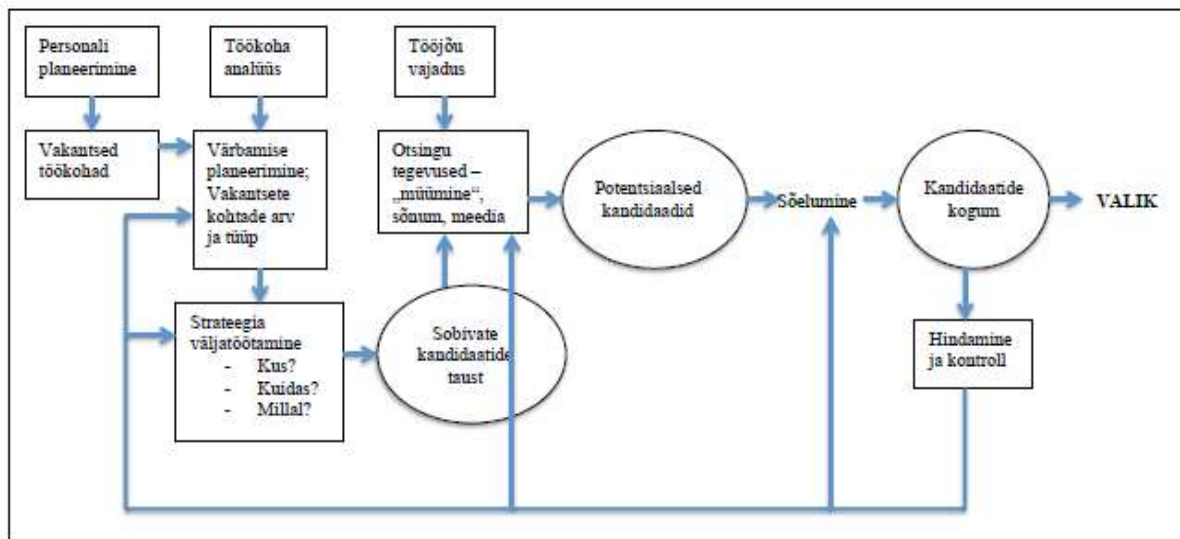 Personali
planeerimine
Töökoha
analüüs
Tööjõu
vajadus
Vakantsed
töökohad
Värbamise
planeerimine;
Vakantsete
kohtade arv
ja tüüp
Otsingu
tegevused –
„müümine“,
sõnum, meedia
Potentsiaalsed
kandidaadid
Sõelumine
Kandidaatide
kogum
VALIK
Strateegia
väljatöötamine
- Kus?
- Kuidas?
- Millal?
Sobivate
kandidaatide
taust
Hindamine
ja kontroll